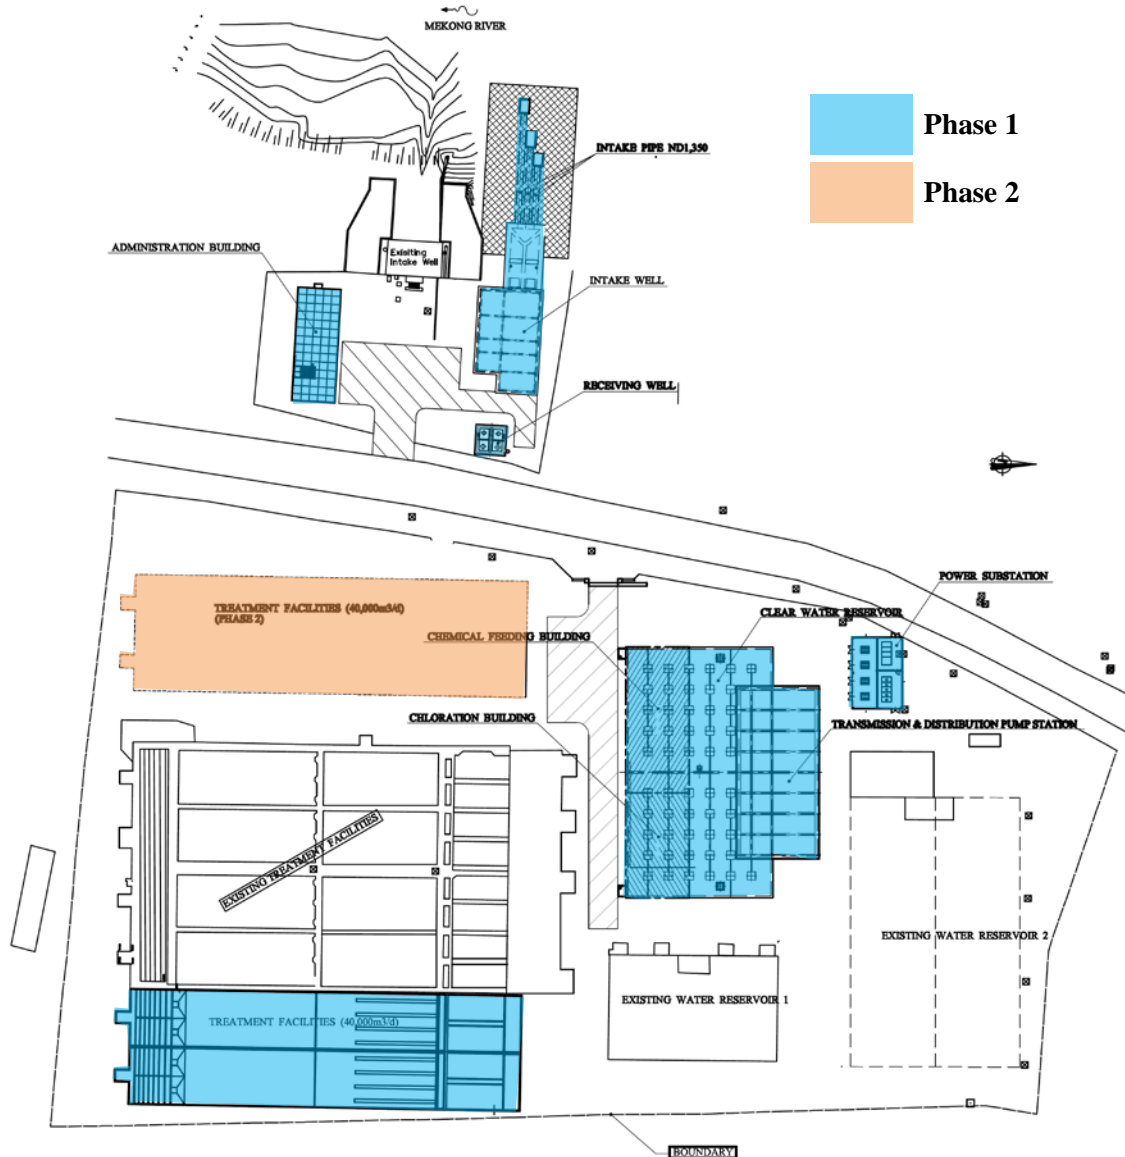 MEKONG RIVER
Phase 1
INTAKE PIPE ND1,350
Phase 2
ADMINISTRATION BUILDING
Exisiting
Intake Well
INTAKE WELL
RECEIVING WELL
POWER SUBSTATION
TREATMENT FACILITIES (40,000m3/d)
(PHASE 2)
CLEAR WATER RESERVOIR
CHEMICAL FEEDING BUILDING
CHLORATION BUILDING
TRANSMISSION & DISTRIBUTION PUMP STATION
EXISTING TREATMENT FACILITIES
EXISTING WATER RESERVOIR 2
EXISTING WATER RESERVOIR 1
TREATMENT FACILITIES (40,000m3/d)
BOUNDARY